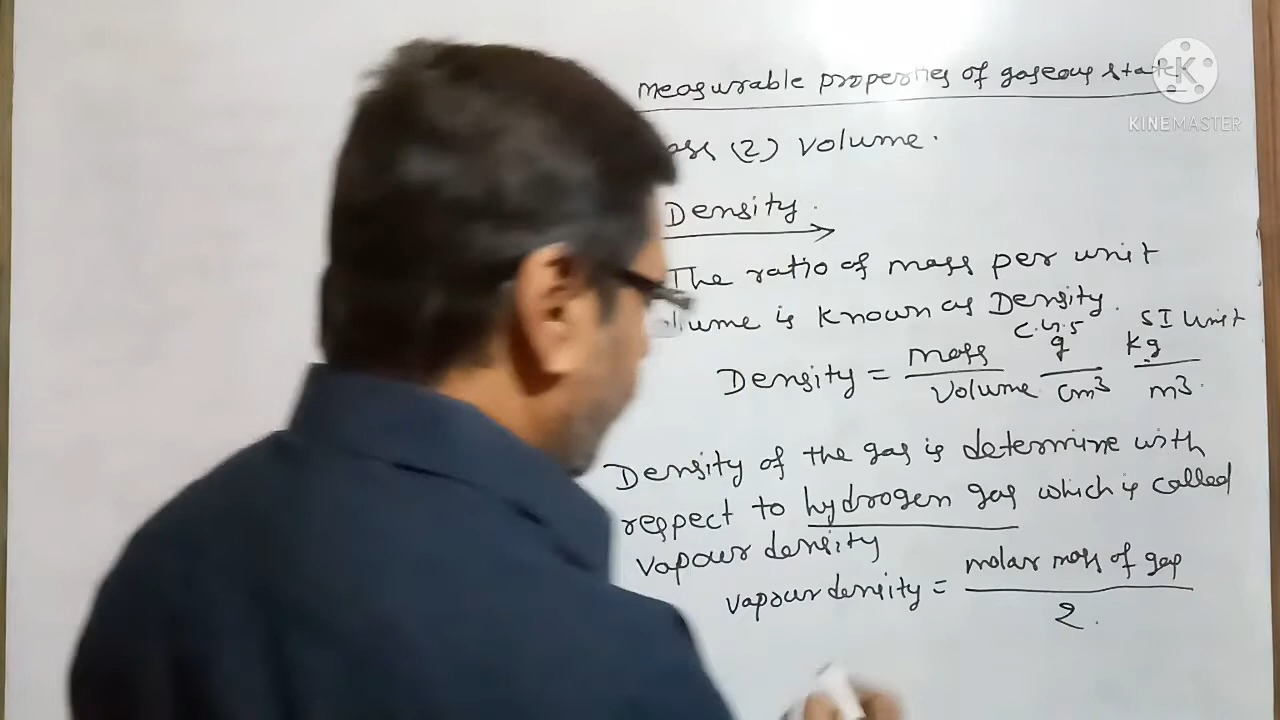 measurable properties of gaseous state
K
KINEMASTER
(2) volume.
Density.
The ratio of mass per unit
is known as Density.
C.G.S SI Unit
Density = mass / Volume g / cm3 Kg / m3.
Density of the gas is determine with
respect to hydrogen gas which is called
vapour density
vapour density = molar mass of gas / 2.